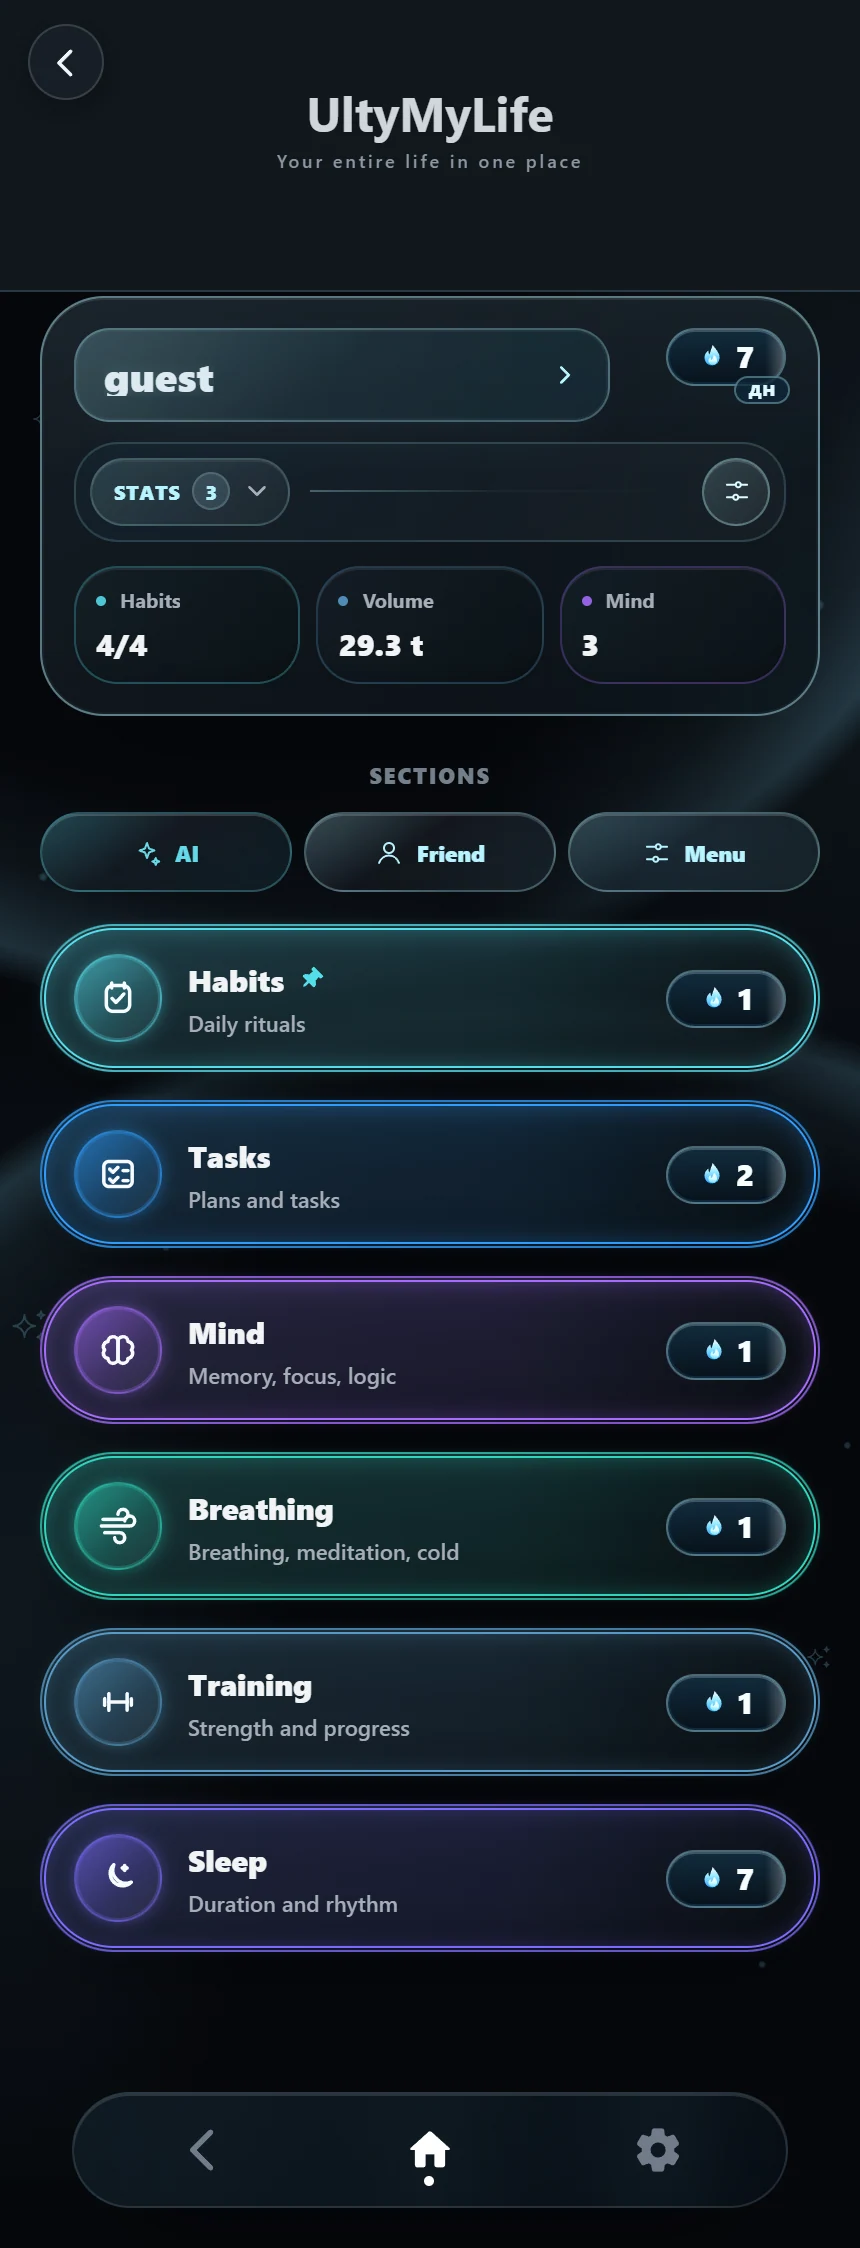 UltyMyLife
Your entire life in one place
guest
7
дн
STATS 3
Habits
4/4
Volume
29.3 t
Mind
3
SECTIONS
AI
Friend
Menu
Habits
Daily rituals
1
Tasks
Plans and tasks
2
Mind
Memory, focus, logic
1
Breathing
Breathing, meditation, cold
1
Training
Strength and progress
1
Sleep
Duration and rhythm
7